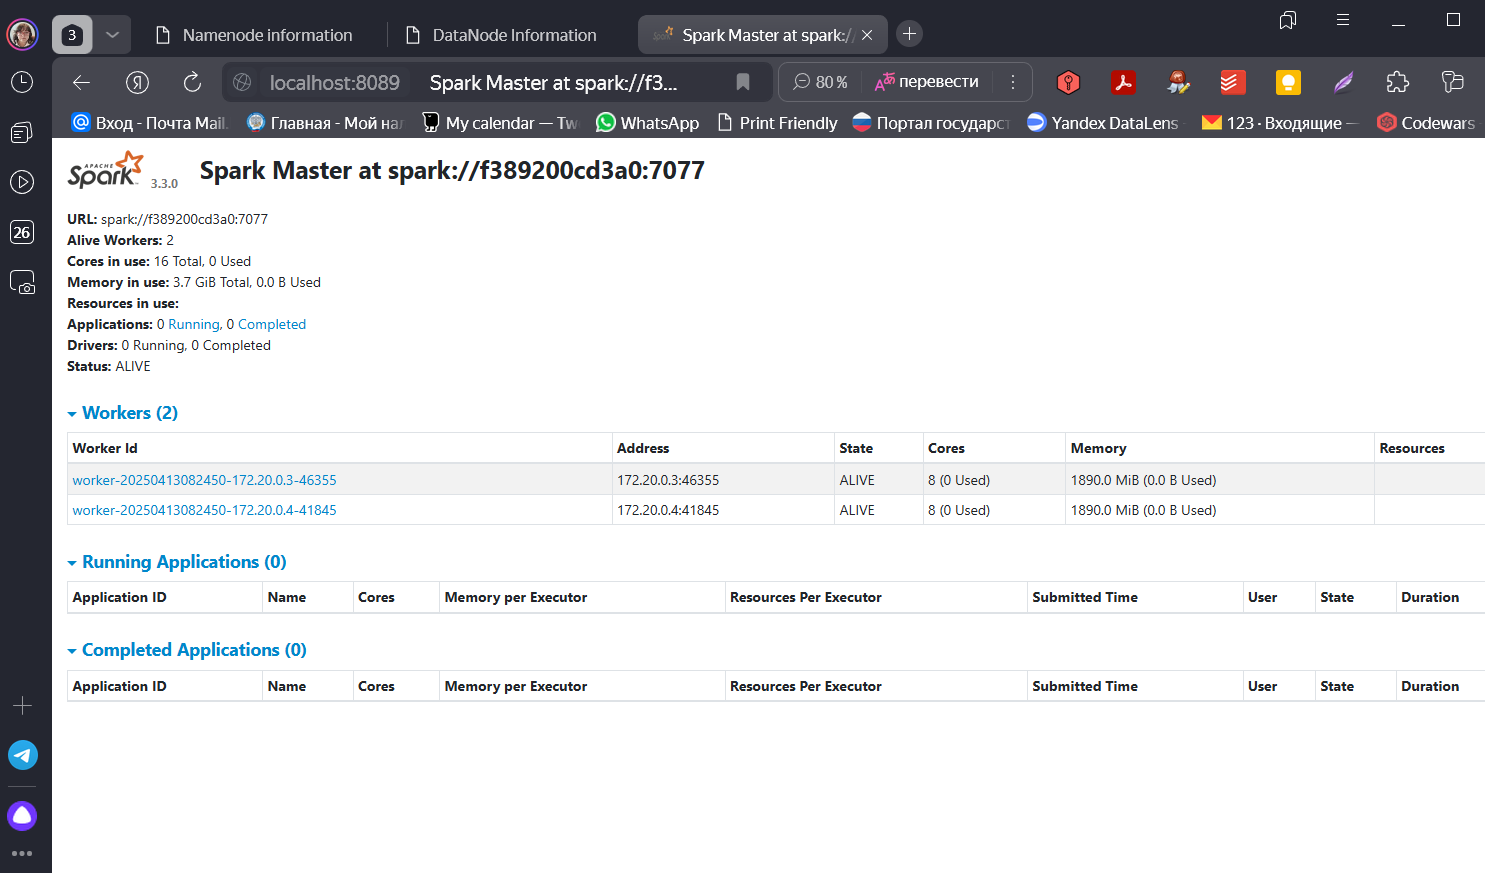 3
Namenode information
DataNode Information
Spark Master at spark:/
Я
localhost:8089
Spark Master at spark://f3...
80 %
перевести
Вход - Почта Mail.
Главная - Мой нал
My calendar — Tw
WhatsApp
Print Friendly
Портал государст
Yandex DataLens
123 · Входящие —
Codewars
26
APACHE
Spark
3.3.0
Spark Master at spark://f389200cd3a0:7077
URL: spark://f389200cd3a0:7077
Alive Workers: 2
Cores in use: 16 Total, 0 Used
Memory in use: 3.7 GiB Total, 0.0 B Used
Resources in use:
Applications: 0 Running, 0 Completed
Drivers: 0 Running, 0 Completed
Status: ALIVE
Workers (2)
Worker Id Address State Cores Memory Resources
worker-20250413082450-172.20.0.3-46355 172.20.0.3:46355 ALIVE 8 (0 Used) 1890.0 MiB (0.0 B Used)
worker-20250413082450-172.20.0.4-41845 172.20.0.4:41845 ALIVE 8 (0 Used) 1890.0 MiB (0.0 B Used)
Running Applications (0)
Application ID Name Cores Memory per Executor Resources Per Executor Submitted Time User State Duration
Completed Applications (0)
Application ID Name Cores Memory per Executor Resources Per Executor Submitted Time User State Duration